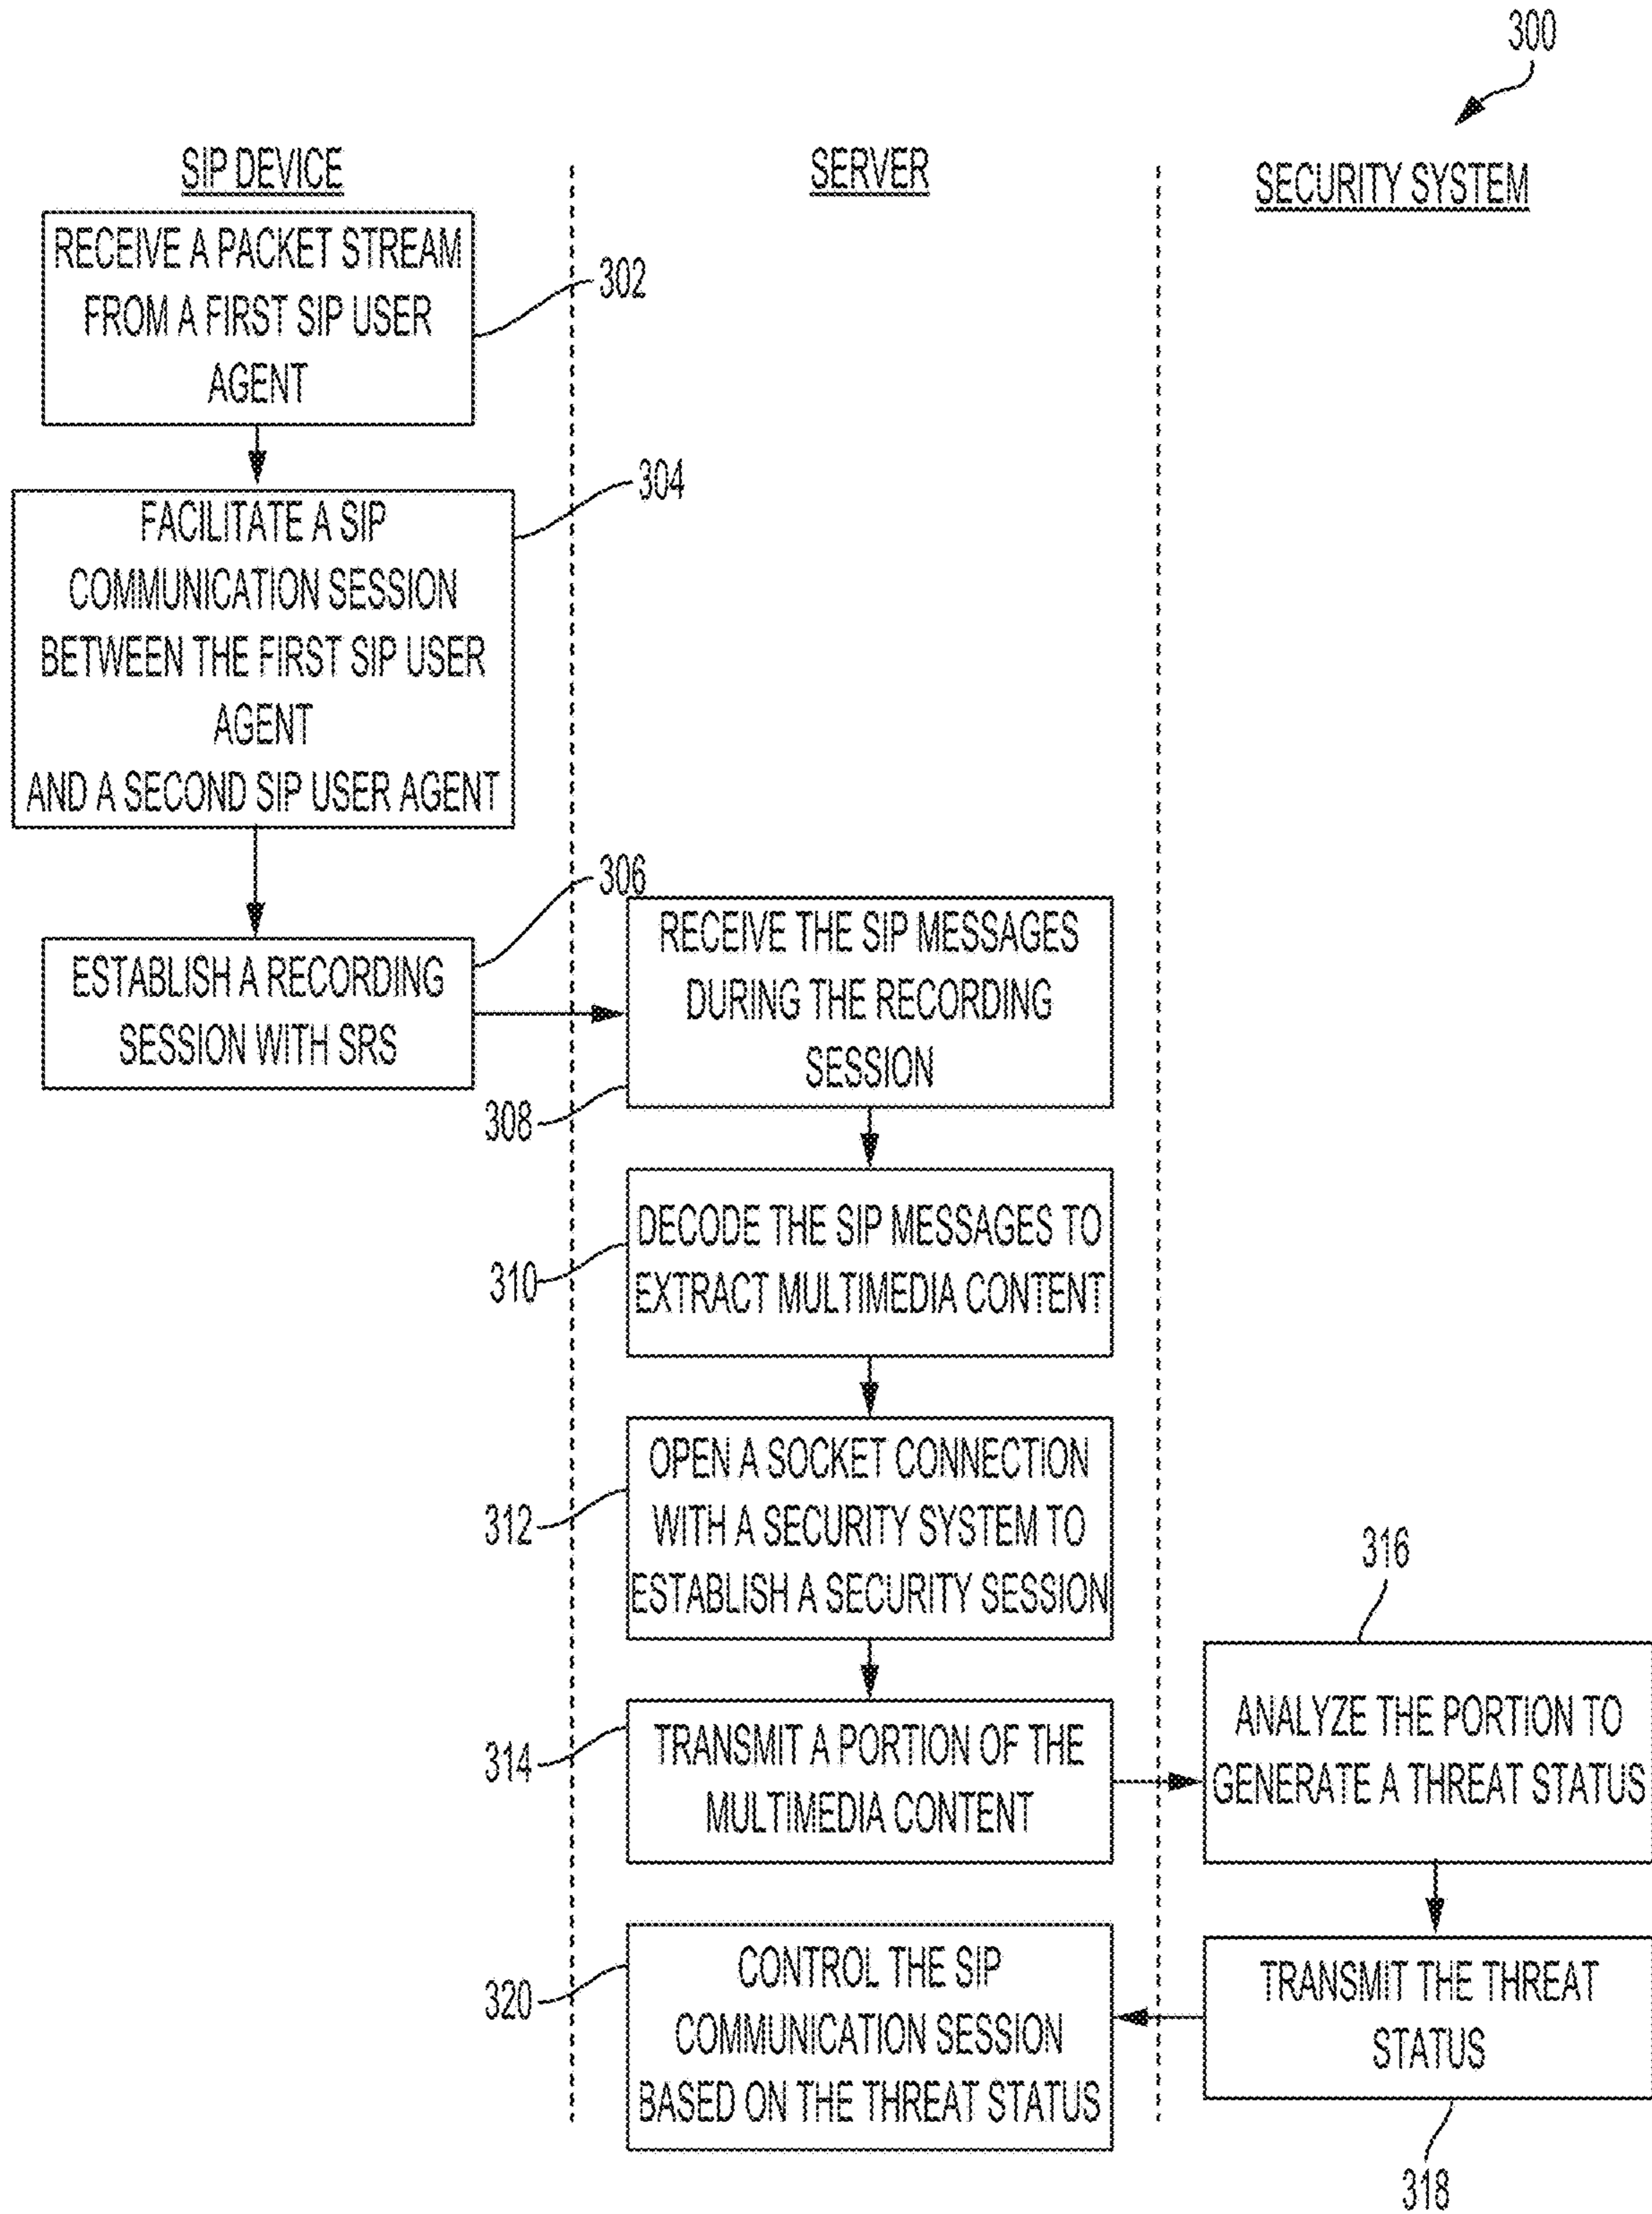 300
SIP DEVICE
SERVER
SECURITY SYSTEM
RECEIVE A PACKET STREAM
FROM A FIRST SIP USER
AGENT
302
FACILITATE A SIP
COMMUNICATION SESSION
BETWEEN THE FIRST SIP USER
AGENT
AND A SECOND SIP USER AGENT
304
ESTABLISH A RECORDING
SESSION WITH SRS
306
RECEIVE THE SIP MESSAGES
DURING THE RECORDING
SESSION
308
DECODE THE SIP MESSAGES TO
EXTRACT MULTIMEDIA CONTENT
310
OPEN A SOCKET CONNECTION
WITH A SECURITY SYSTEM TO
ESTABLISH A SECURITY SESSION
312
TRANSMIT A PORTION OF THE
MULTIMEDIA CONTENT
314
316
ANALYZE THE PORTION TO
GENERATE A THREAT STATUS
TRANSMIT THE THREAT
STATUS
318
CONTROL THE SIP
COMMUNICATION SESSION
BASED ON THE THREAT STATUS
320